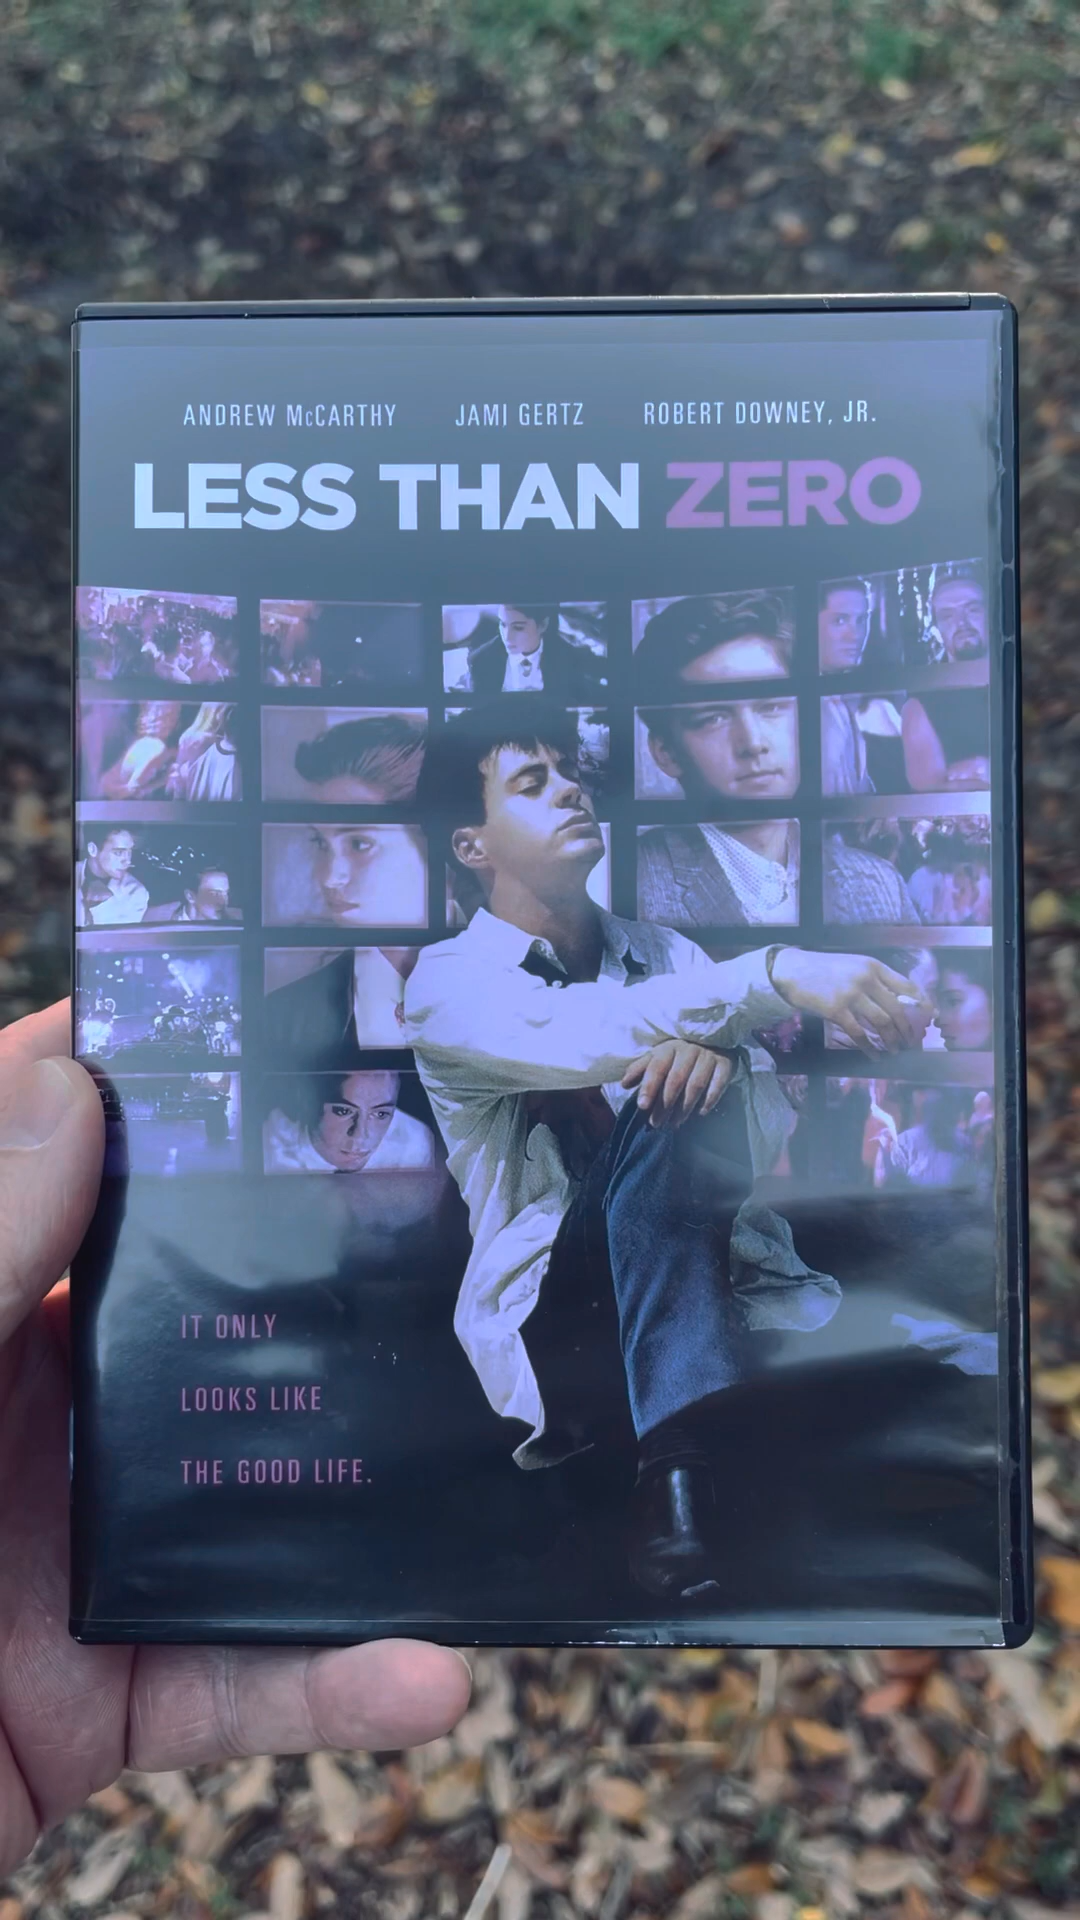 ANDREW McCARTHY JAMI GERTZ ROBERT DOWNEY, JR.
LESS THAN ZERO
IT ONLY
LOOKS LIKE
THE GOOD LIFE.